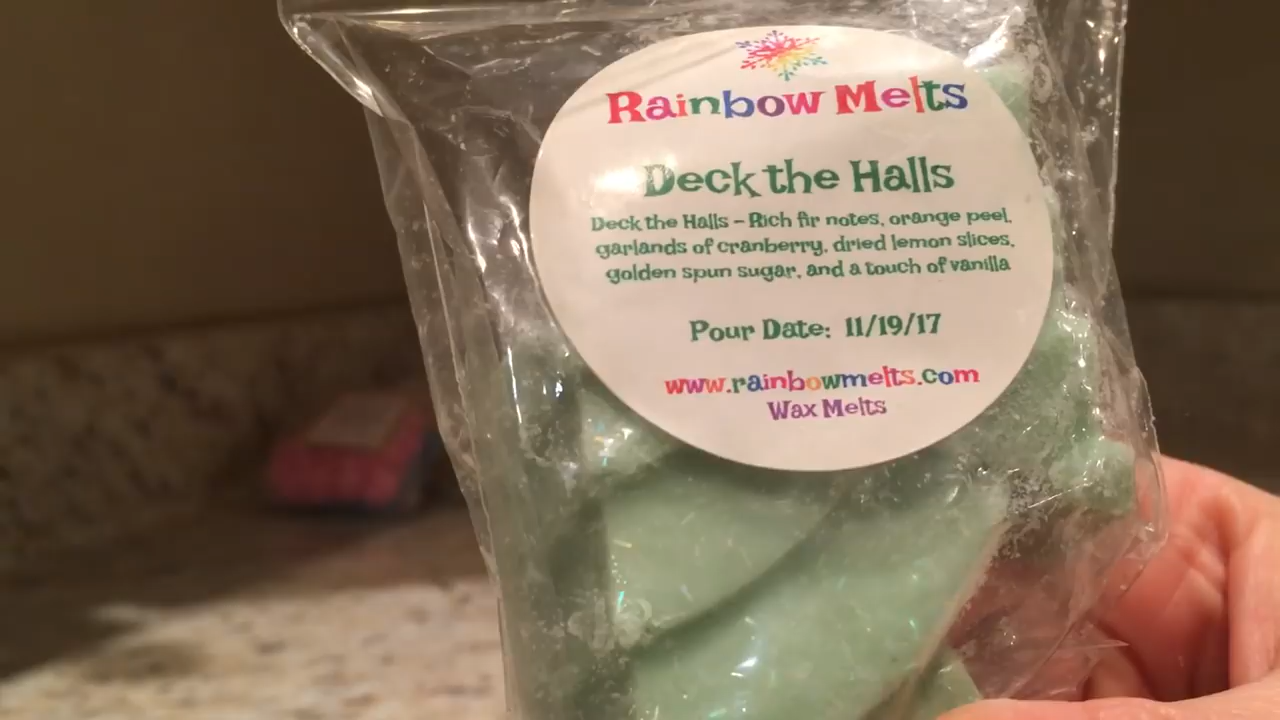 Rainbow Melts
Deck the Halls
Deck the Halls - Rich fir notes, orange peel,
garlands of cranberry, dried lemon slices,
golden spun sugar, and a touch of vanilla
Pour Date: 11/19/17
www.rainbowmelts.com
Wax Melts